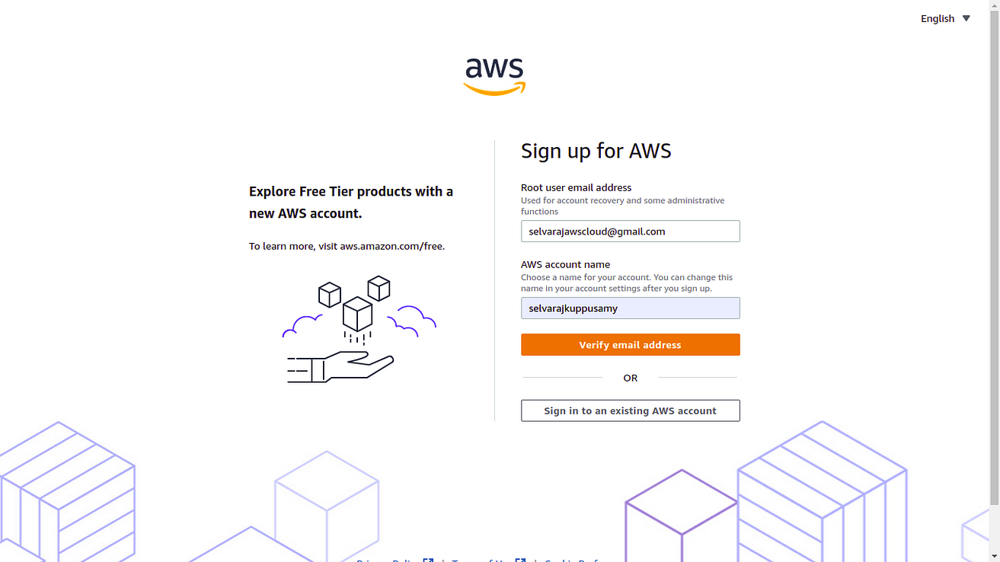 English
aws
Explore Free Tier products with a
new AWS account.
To learn more, visit aws.amazon.com/free.
Sign up for AWS
Root user email address
Used for account recovery and some administrative
functions
selvarajawscloud@gmail.com
AWS account name
Choose a name for your account. You can change this
name in your account settings after you sign up.
selvarajkuppusamy
Verify email address
OR
Sign in to an existing AWS account